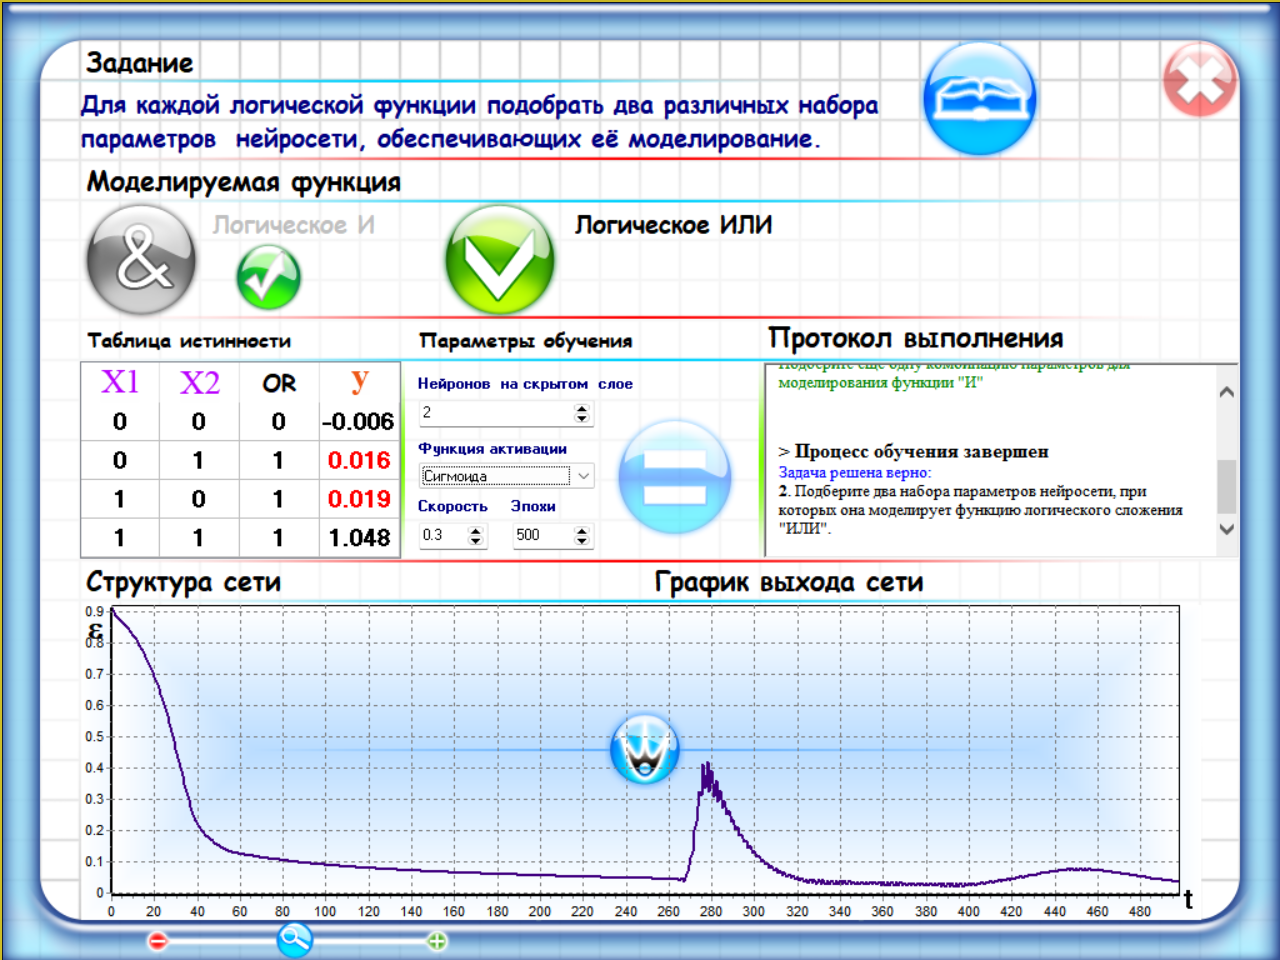 Задание
Для каждой логической функции подобрать два различных набора
параметров нейросети, обеспечивающих её моделирование.
Моделируемая функция
&
Логическое И
Логическое ИЛИ
Таблица истинности
X1 X2 OR y
0 0 0 -0.006
0 1 1 0.016
1 0 1 0.019
1 1 1 1.048
Параметры обучения
Нейронов на скрытом слое
2
Функция активации
Сигмоида
Скорость Эпохи
0.3 500
Протокол выполнения
Подберите ещё одну комбинацию параметров для
моделирования функции "И"
> Процесс обучения завершен
Задача решена верно:
2. Подберите два набора параметров нейросети, при
которых она моделирует функцию логического сложения
"ИЛИ".
Структура сети
График выхода сети
ε
0.9
0.8
0.7
0.6
0.5
0.4
0.3
0.2
0.1
0
W
0 20 40 60 80 100 120 140 160 180 200 220 240 260 280 300 320 340 360 380 400 420 440 460 480
t